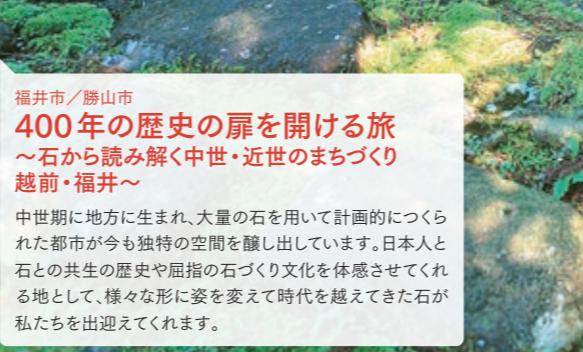 福井市／勝山市
400年の歴史の扉を開ける旅
～石から読み解く中世・近世のまちづくり
越前・福井～
中世期に地方に生まれ、大量の石を用いて計画的につくら
れた都市が今も独特の空間を醸し出しています。日本人と
石との共生の歴史や屈指の石づくり文化を体感させてくれ
る地として、様々な形に姿を変えて時代を越えてきた石が
私たちを出迎えてくれます。